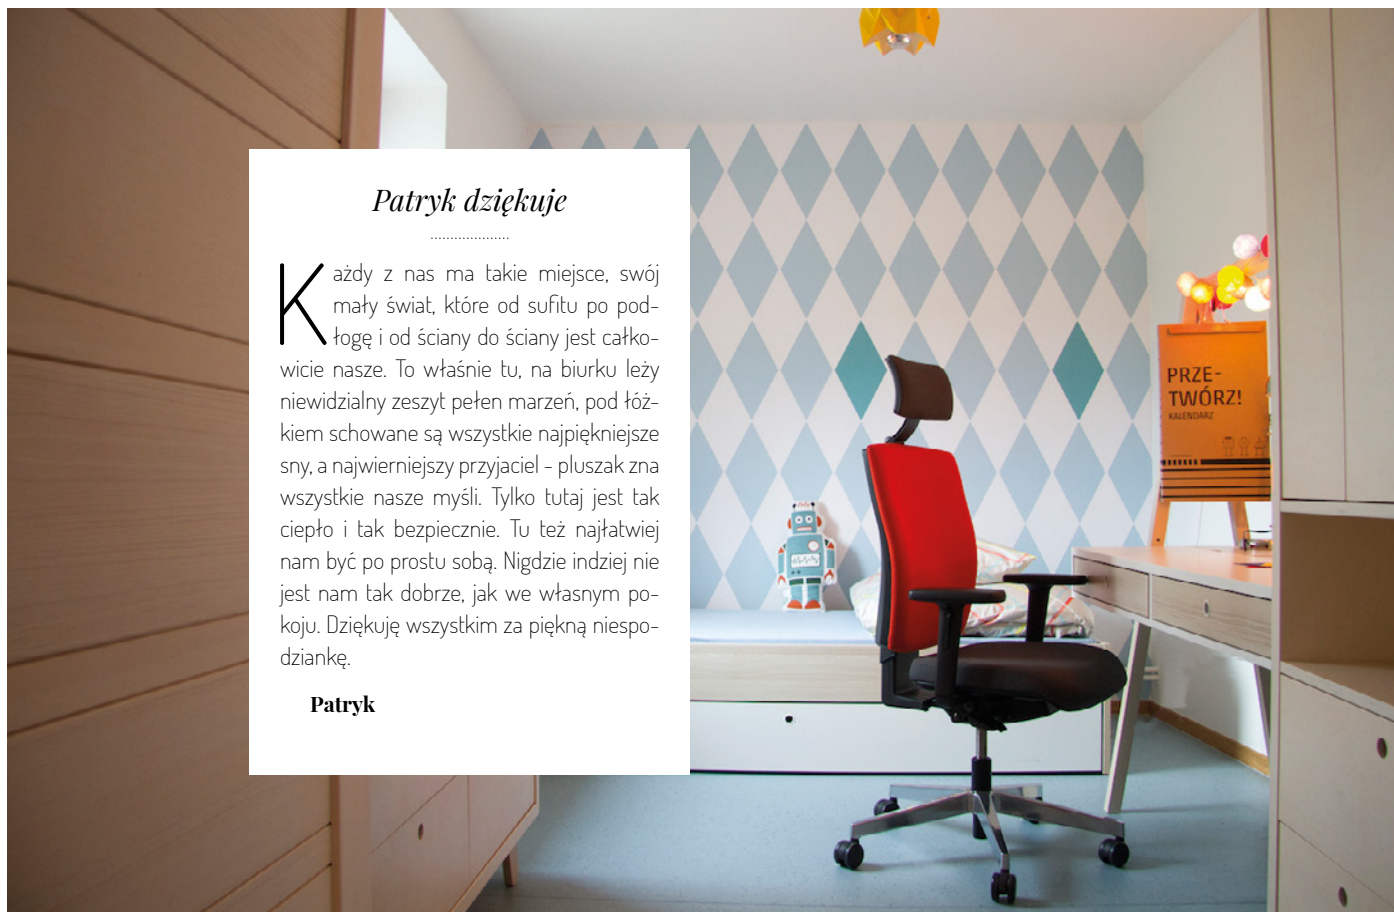 Patryk dziękuje
Każdy z nas ma takie miejsce, swój
mały świat, które od sufitu po pod-
łogę i od ściany do ściany jest całko-
wicie nasze. To właśnie tu, na biurku leży
niewidzialny zeszyt pełen marzeń, pod łóż-
kiem schowane są wszystkie najpiękniejsze
sny, a najwierniejszy przyjaciel - pluszak zna
wszystkie nasze myśli. Tylko tutaj jest tak
ciepło i tak bezpiecznie. Tu też najłatwiej
nam być po prostu sobą. Nigdzie indziej nie
jest nam tak dobrze, jak we własnym po-
koju. Dziękuję wszystkim za piękną niespo-
dziankę.
Patryk
PRZE-
TWÓRZ!
KALENDARZ